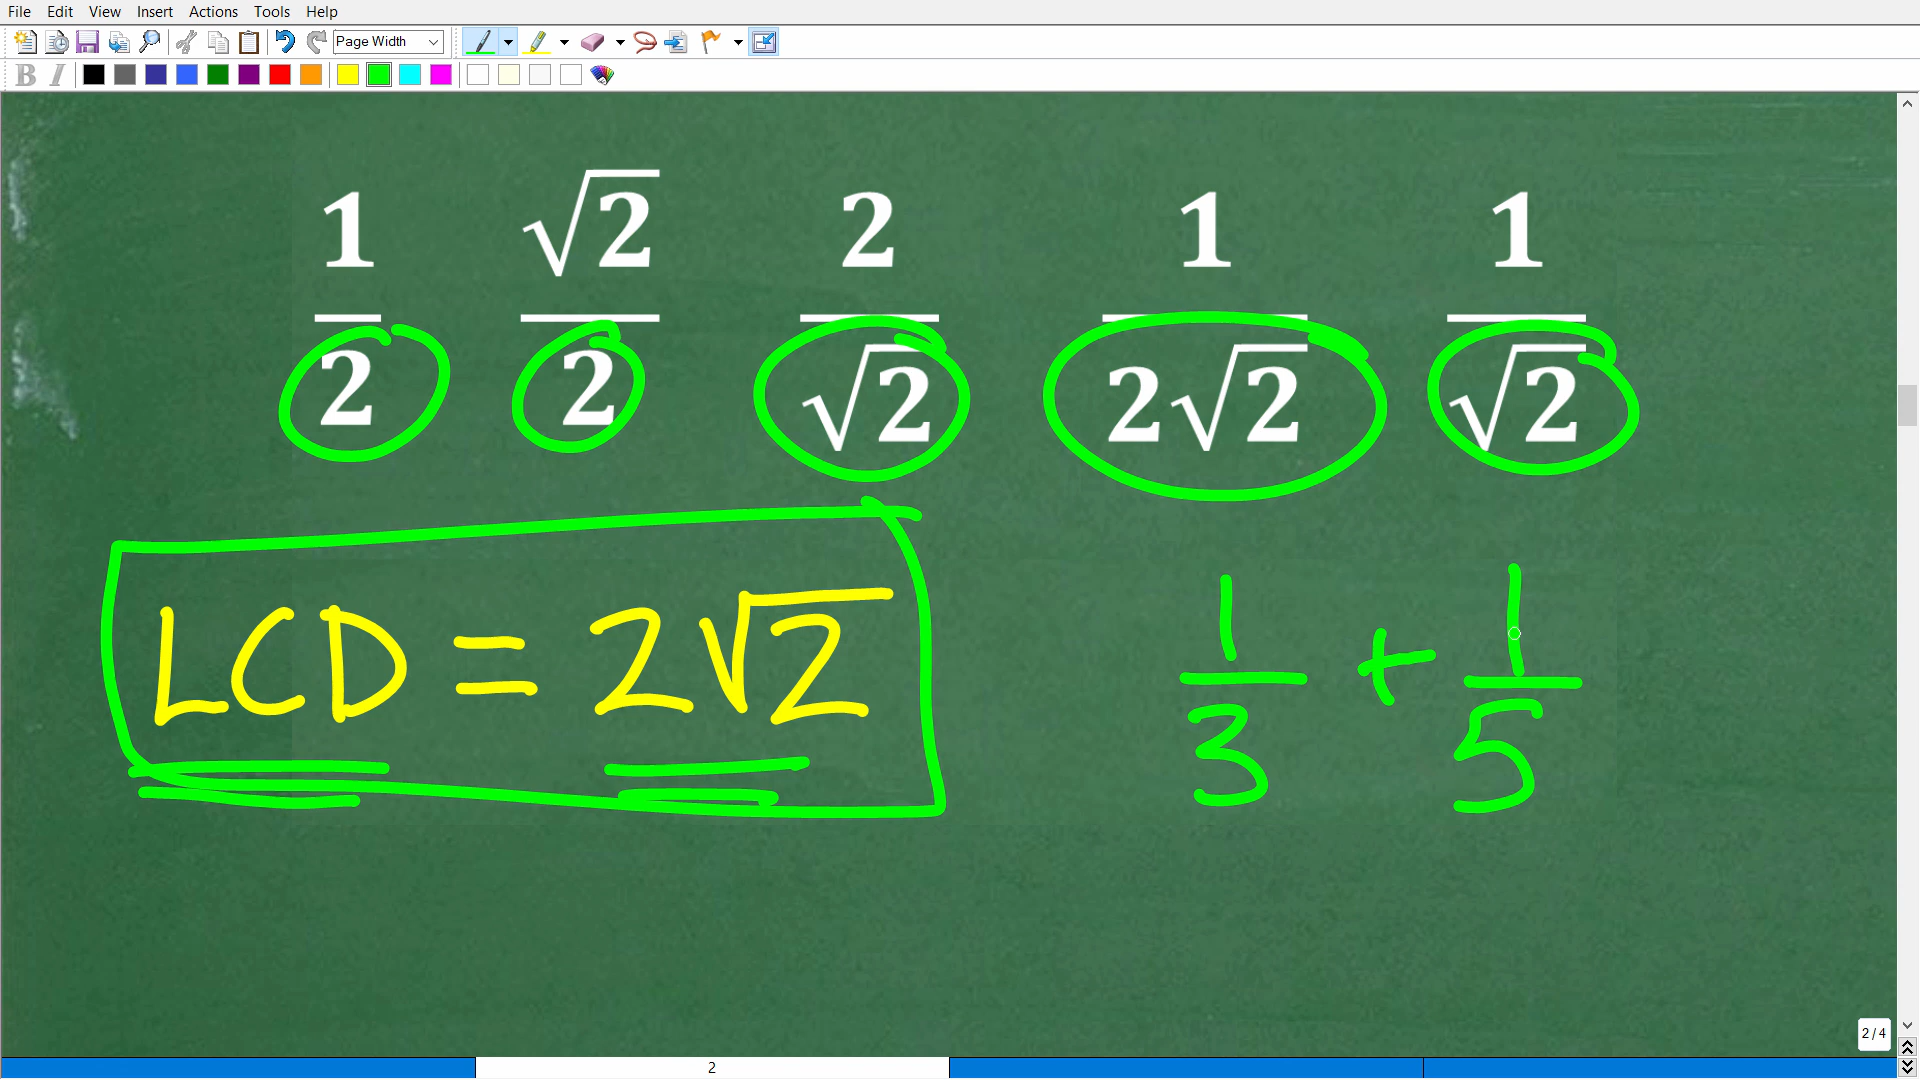 File Edit View Insert Actions Tools Help
Page Width
B I
1 √2 2 1 1
2 2 √2 2√2 √2
LCD = 2√2
1 + 1
3 5
2 / 4
2